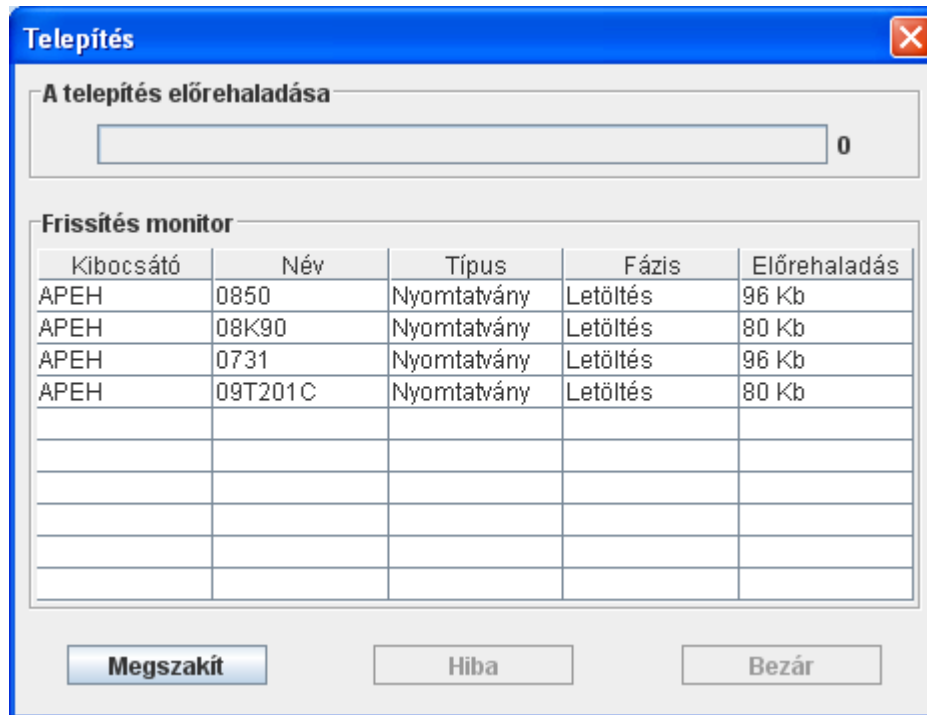 Telepítés
A telepítés előrehaladása
0
Frissítés monitor
Kibocsátó Név Típus Fázis Előrehaladás
APEH 0850 Nyomtatvány Letöltés 96 Kb
APEH 08K90 Nyomtatvány Letöltés 80 Kb
APEH 0731 Nyomtatvány Letöltés 96 Kb
APEH 09T201C Nyomtatvány Letöltés 80 Kb
Megszakít Hiba Bezár